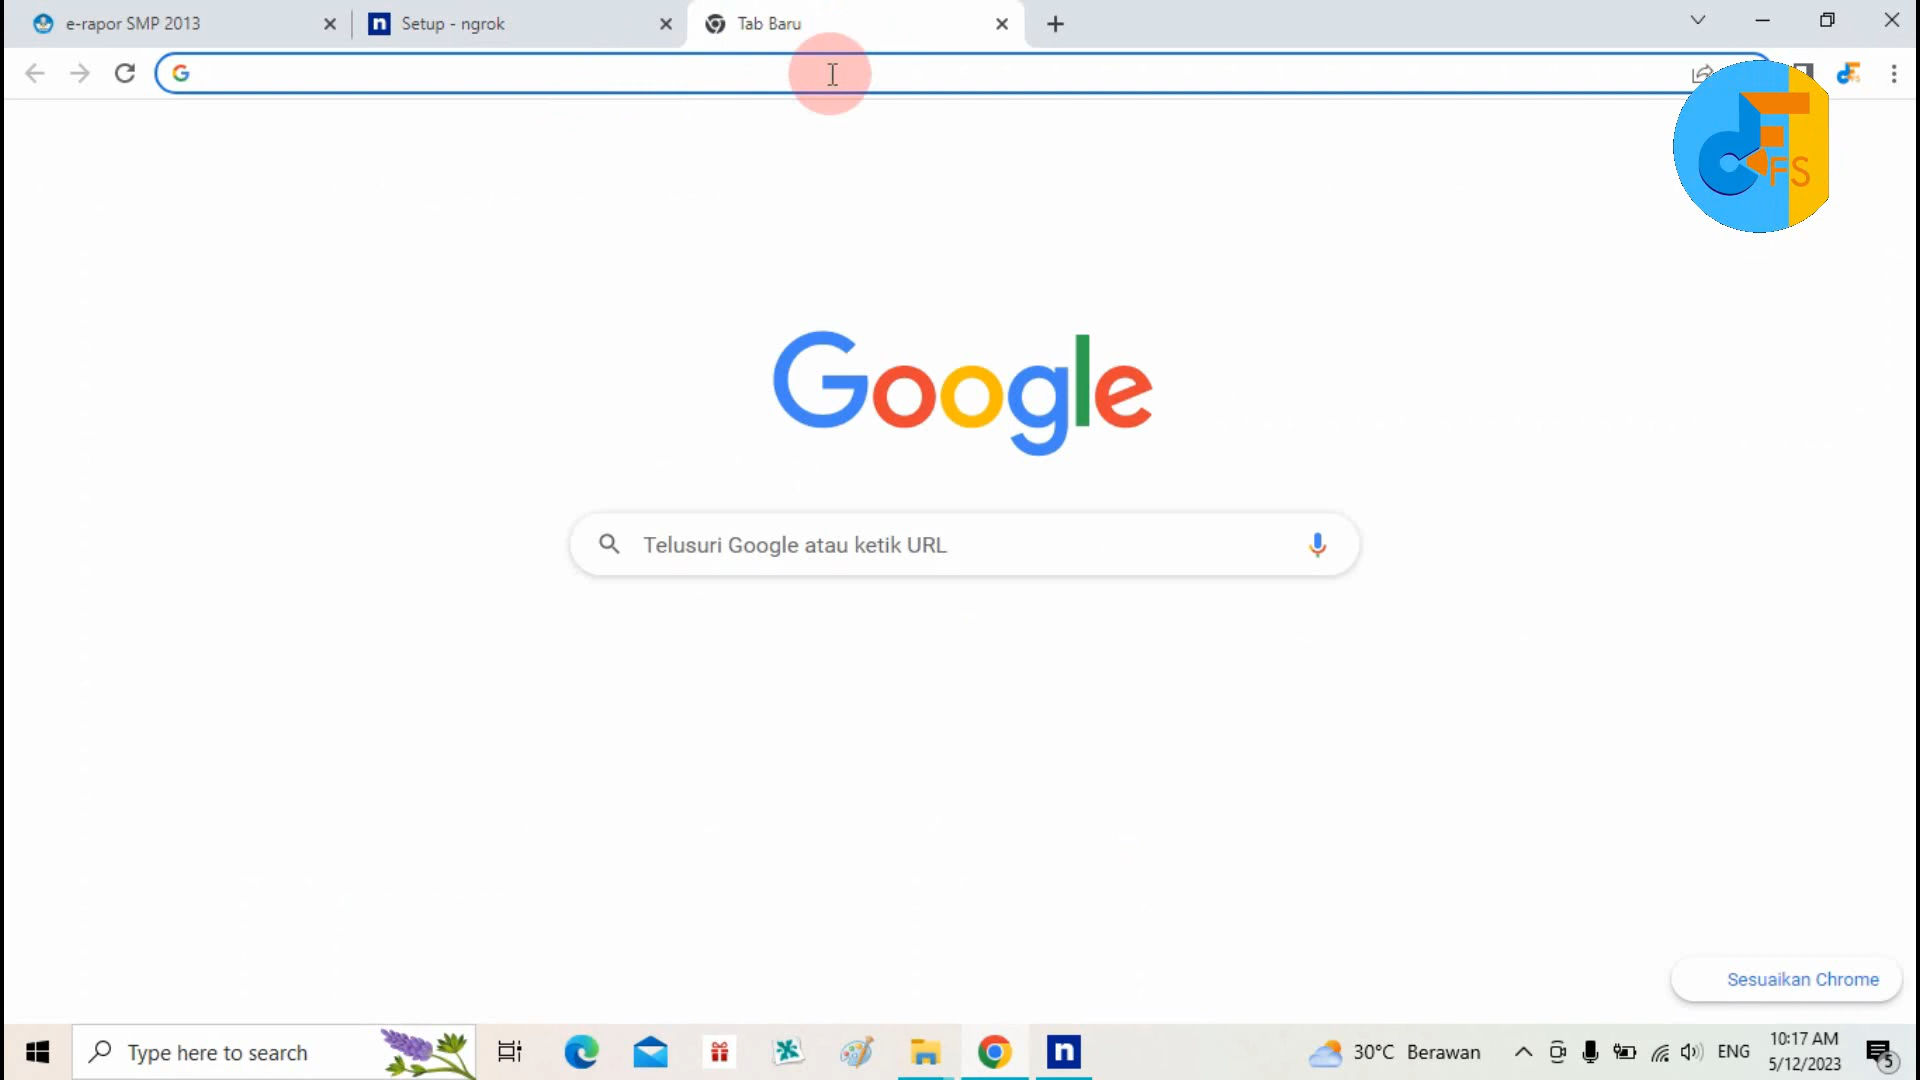 e-rapor SMP 2013
n Setup - ngrok
Tab Baru
G
FS
Google
Telusuri Google atau ketik URL
Sesuaikan Chrome
Type here to search
n
30°C Berawan
ENG
10:17 AM
5/12/2023
5